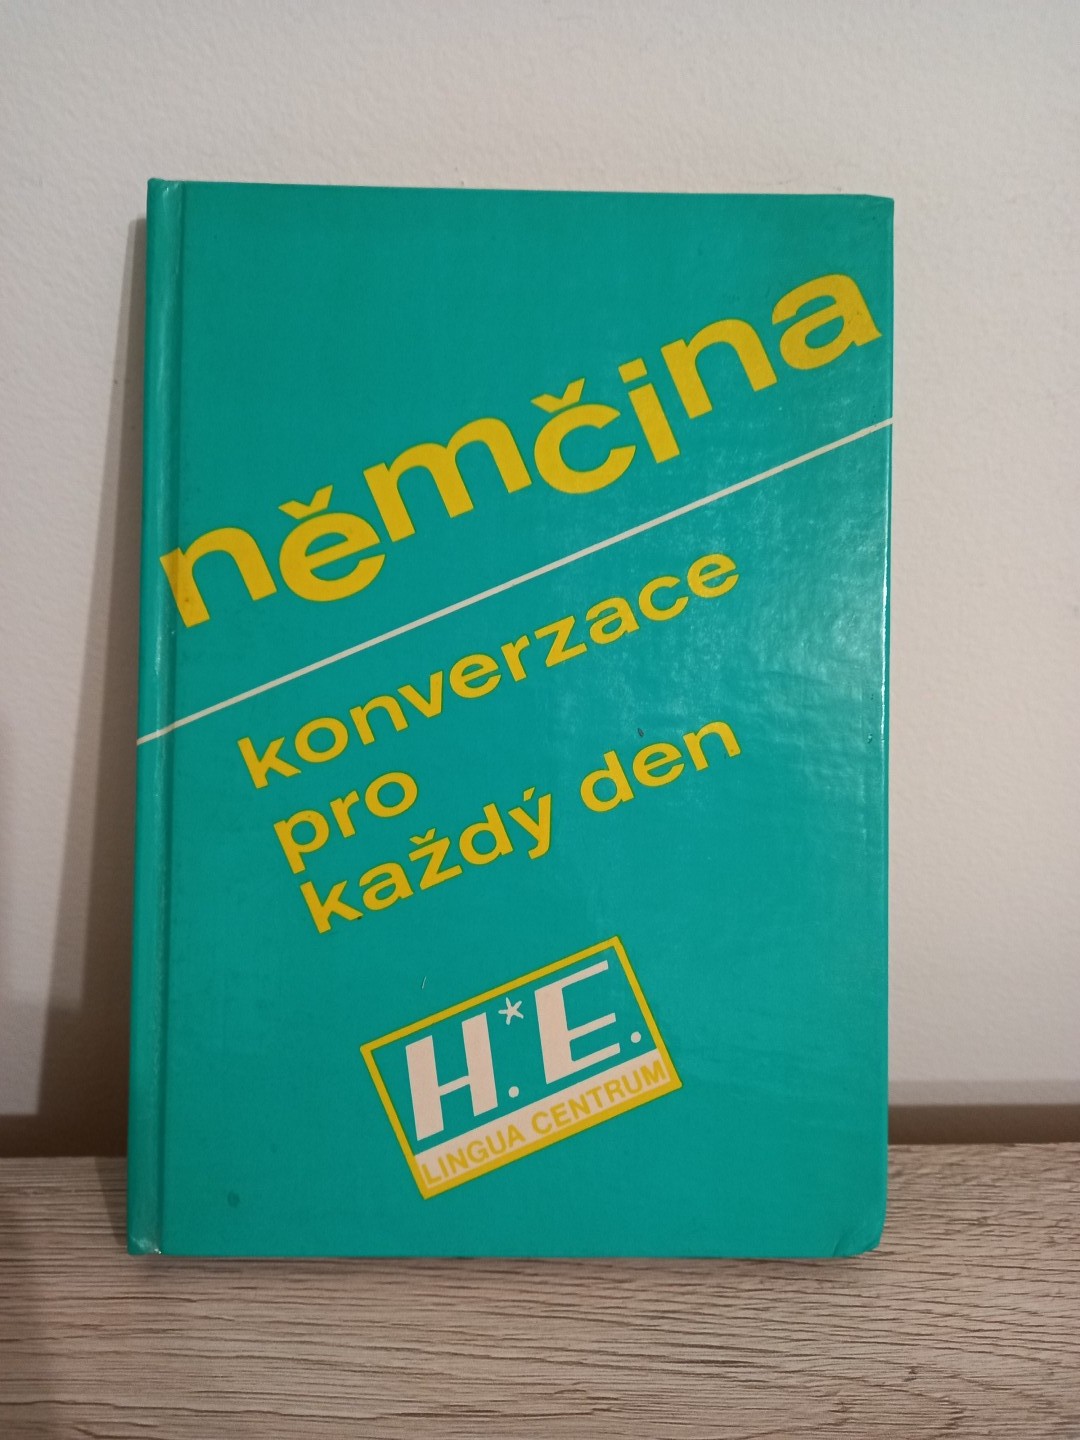 němčina
konverzace
pro
každý den
H.*E.
LINGUA CENTRUM